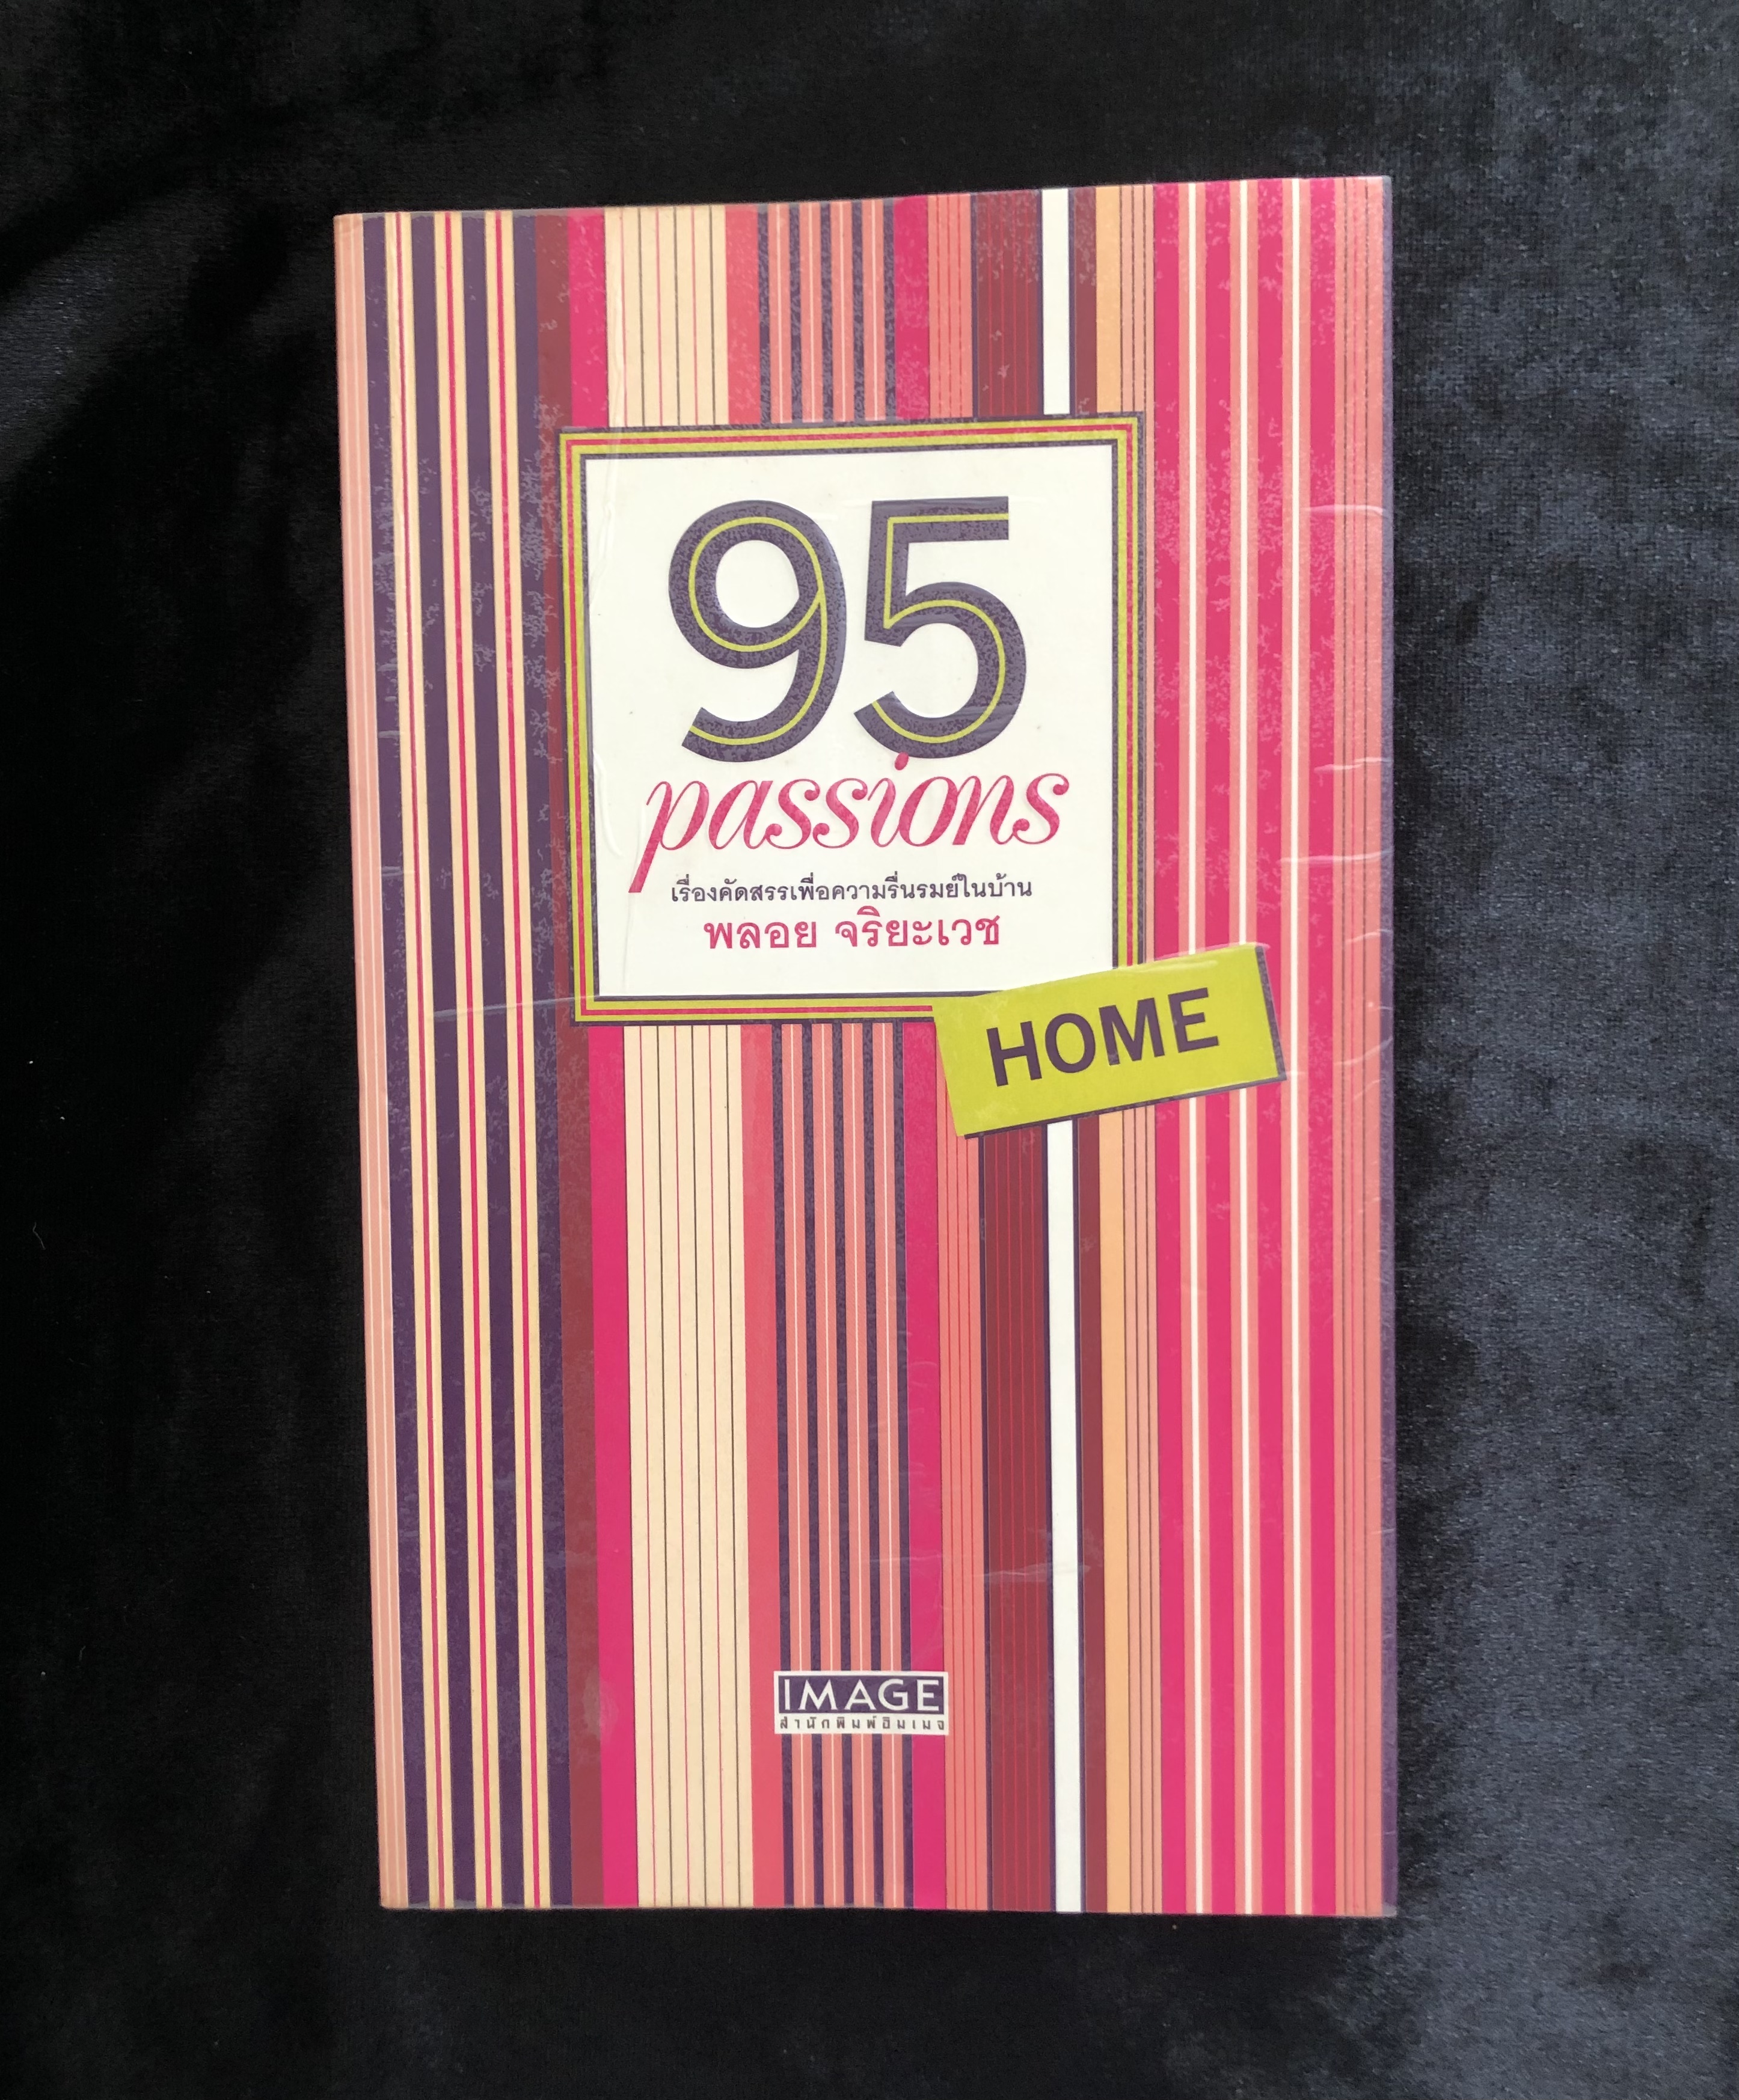 95
passions
เรื่องคัดสรรเพื่อความรื่นรมย์ในบ้าน
พลอย จริยะเวช
HOME
IMAGE
สำนักพิมพ์อิมเมจ